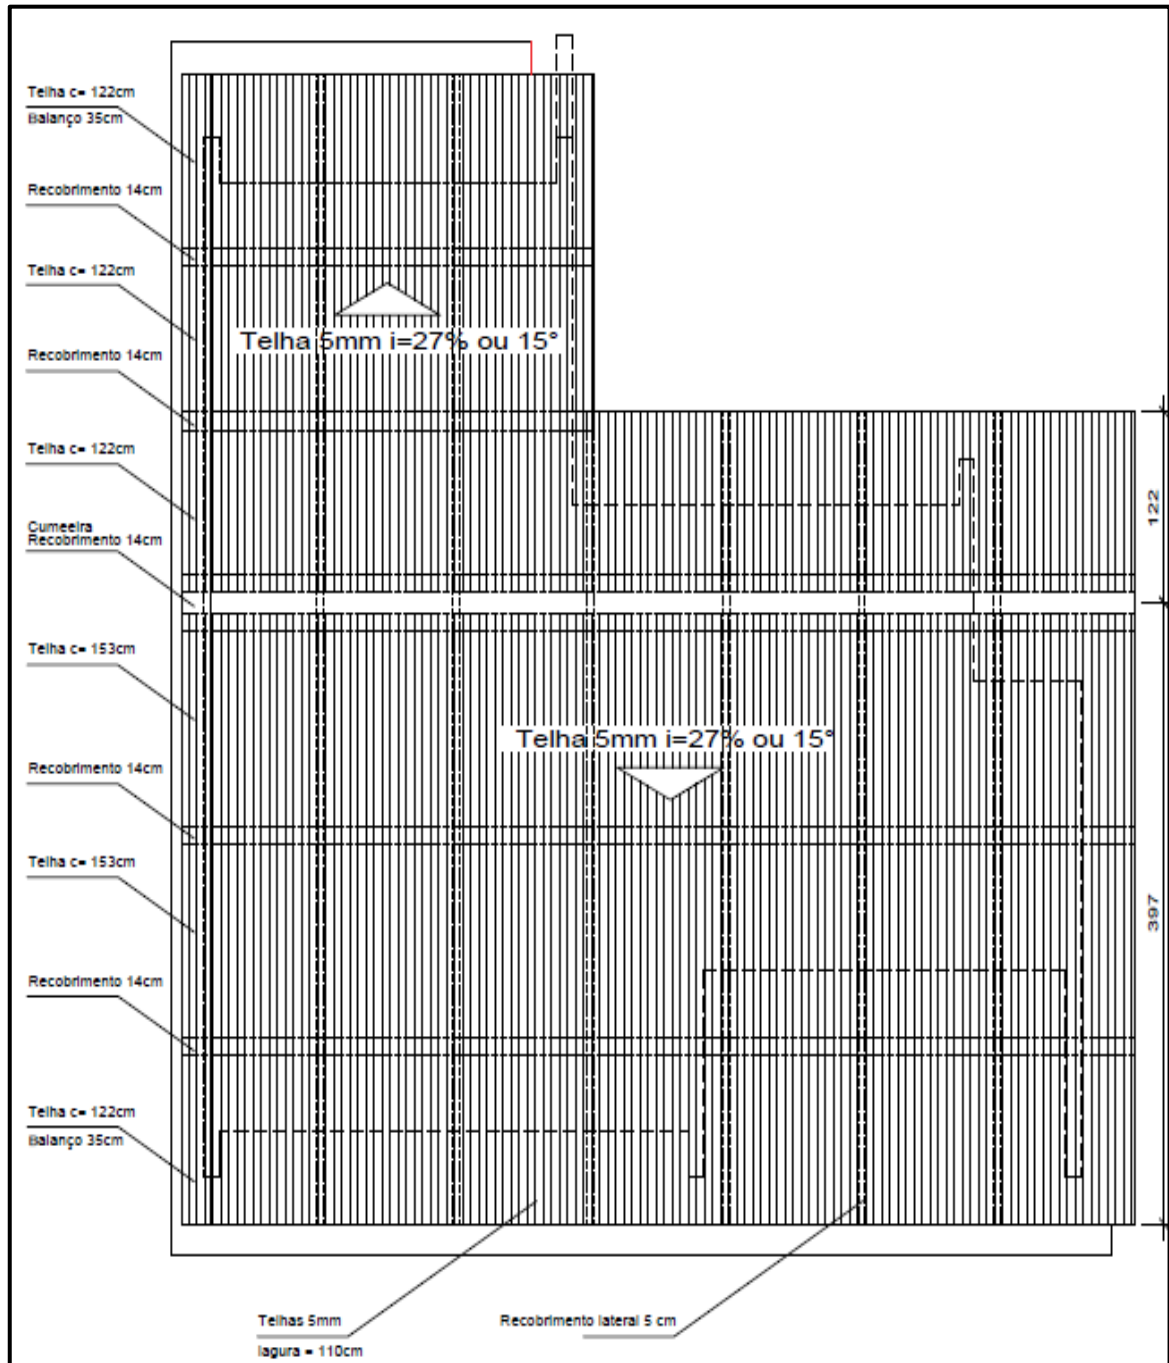 Telha c= 122cm
Balanço 35cm
Recobrimento 14cm
Telha c= 122cm
Telha 5mm i=27% ou 15°
Recobrimento 14cm
Telha c= 122cm
122
Cumeeira
Recobrimento 14cm
Telha c= 153cm
Telha 5mm i=27% ou 15°
Recobrimento 14cm
Telha c= 153cm
397
Recobrimento 14cm
Telha c= 122cm
Balanço 35cm
Telhas 5mm
lagura = 110cm
Recobrimento lateral 5 cm